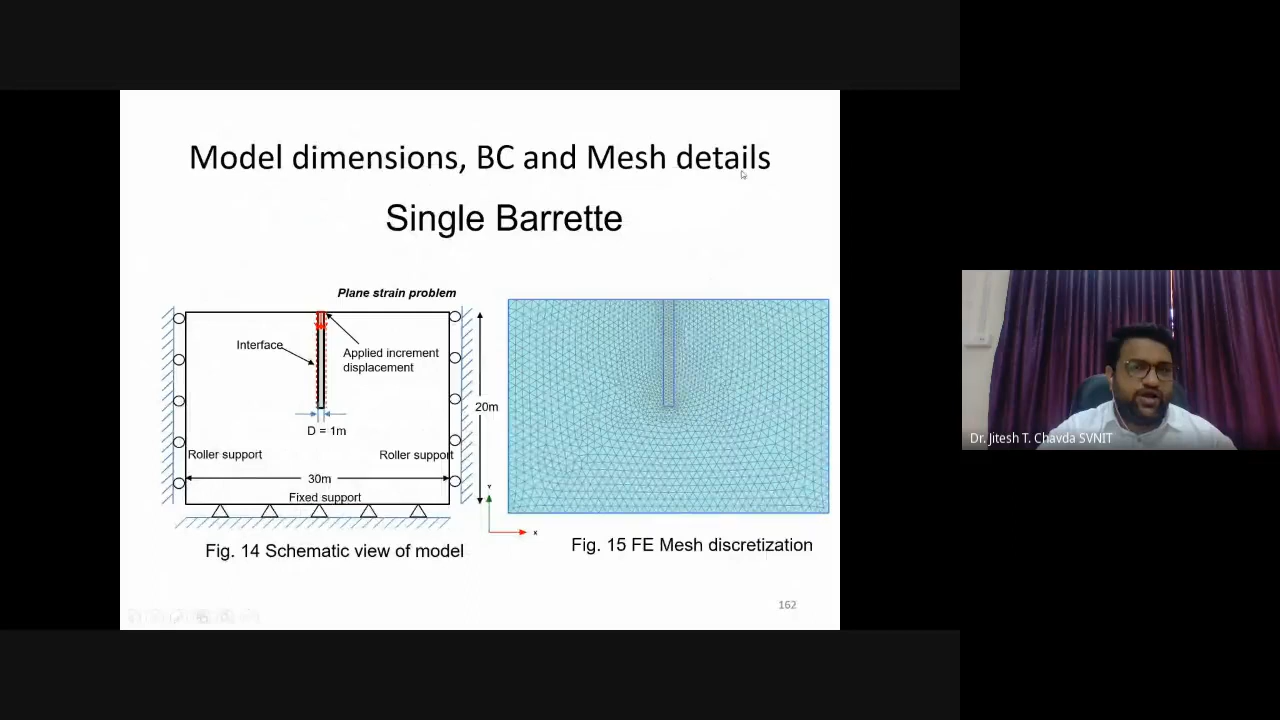 Model dimensions, BC and Mesh details
Single Barrette
Plane strain problem
Interface
Applied increment
displacement
20m
D = 1m
Roller support
Roller support
30m
Fixed support
Y
X
Fig. 14 Schematic view of model
Fig. 15 FE Mesh discretization
162
Dr. Jitesh T. Chavda SVNIT